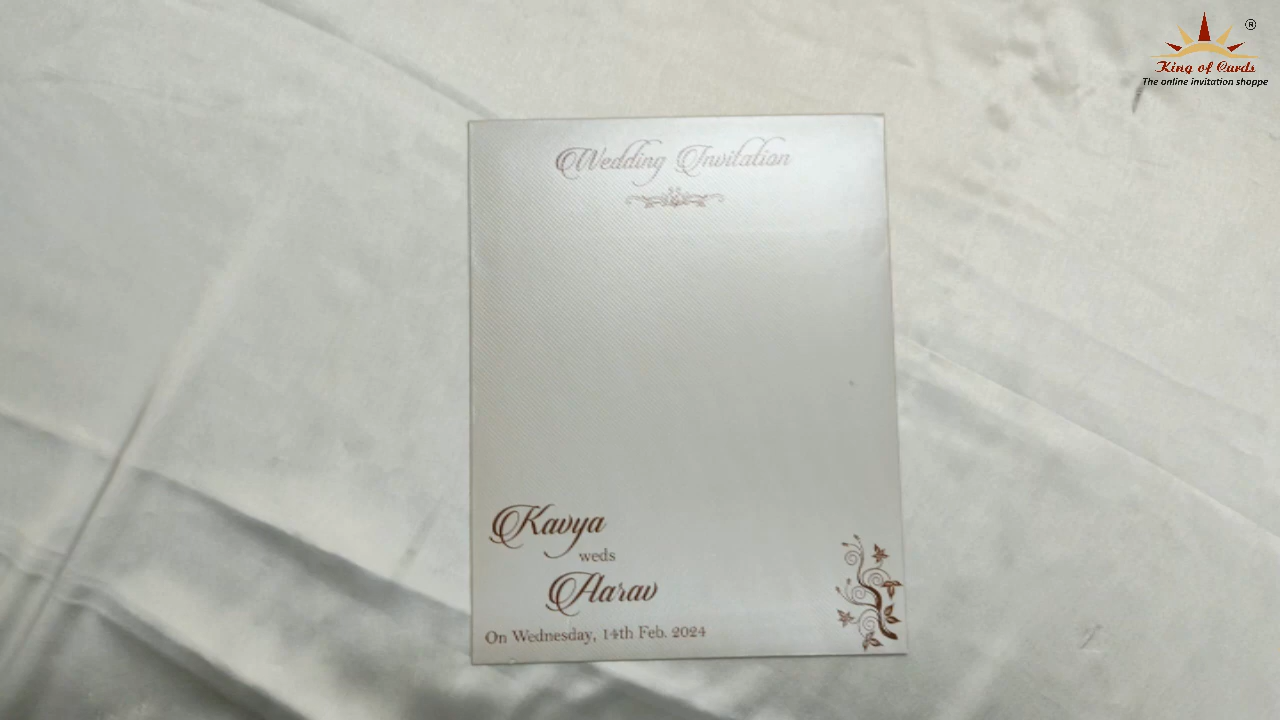 ®
King of Cards
The online invitation shoppe
Wedding Invitation
Kavya
weds
Aarav
On Wednesday, 14th Feb. 2024